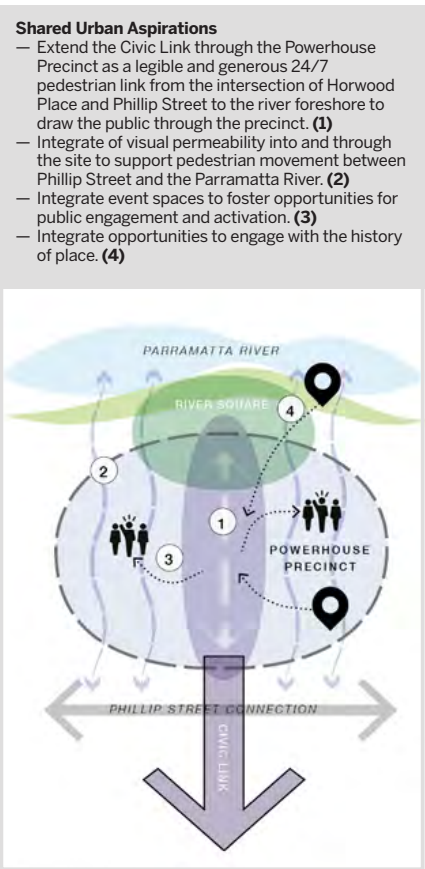 Shared Urban Aspirations
— Extend the Civic Link through the Powerhouse
Precinct as a legible and generous 24/7
pedestrian link from the intersection of Horwood
Place and Phillip Street to the river foreshore to
draw the public through the precinct. (1)
— Integrate of visual permeability into and through
the site to support pedestrian movement between
Phillip Street and the Parramatta River. (2)
— Integrate event spaces to foster opportunities for
public engagement and activation. (3)
— Integrate opportunities to engage with the history
of place. (4)
PARRAMATTA RIVER
RIVER SQUARE
4
2
1
3
POWERHOUSE
PRECINCT
PHILLIP STREET CONNECTION
CIVIC LINK